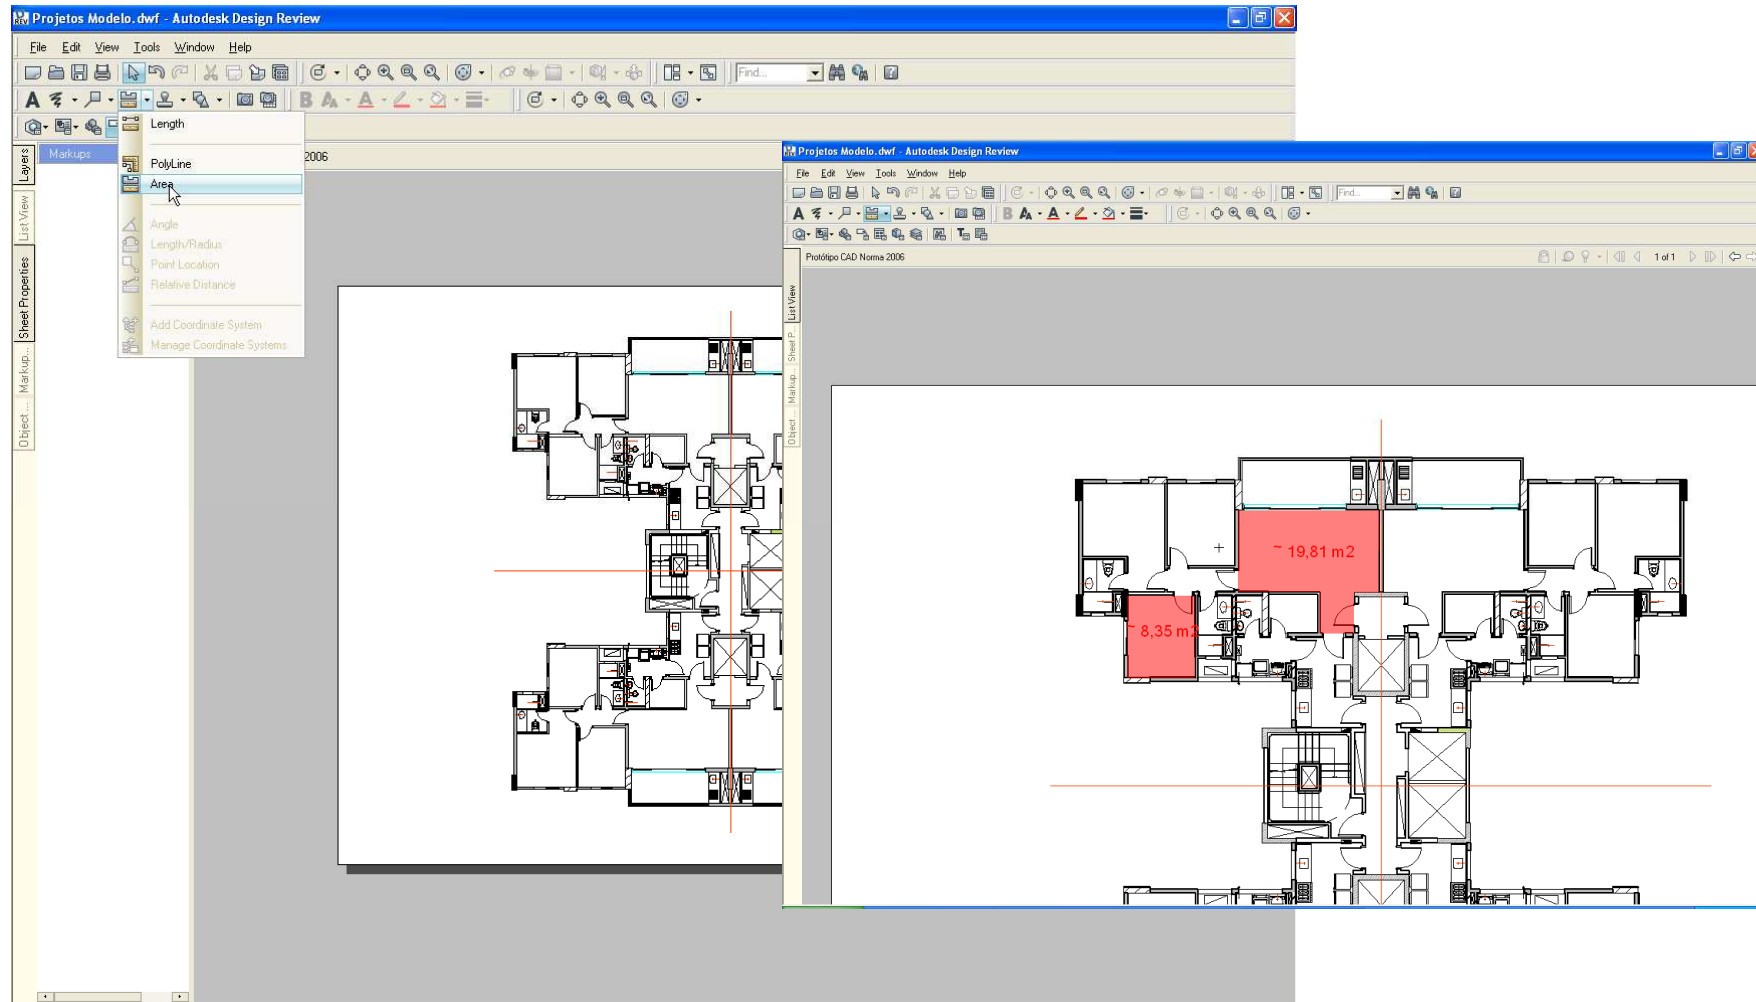 Projetos Modelo.dwf - Autodesk Design Review
File Edit View Tools Window Help
Find...
Length
PolyLine
Area
Angle
Length/Radius
Point Location
Relative Distance
Add Coordinate System
Manage Coordinate Systems
Markups
2006
Layers
List View
Sheet Properties
Markup...
Object ...
Projetos Modelo.dwf - Autodesk Design Review
File Edit View Tools Window Help
Find...
Protótipo CAD Norma 2006
1 of 1
List View
Sheet P...
Markup...
Object ...
~ 19,81 m2
~ 8,35 m2